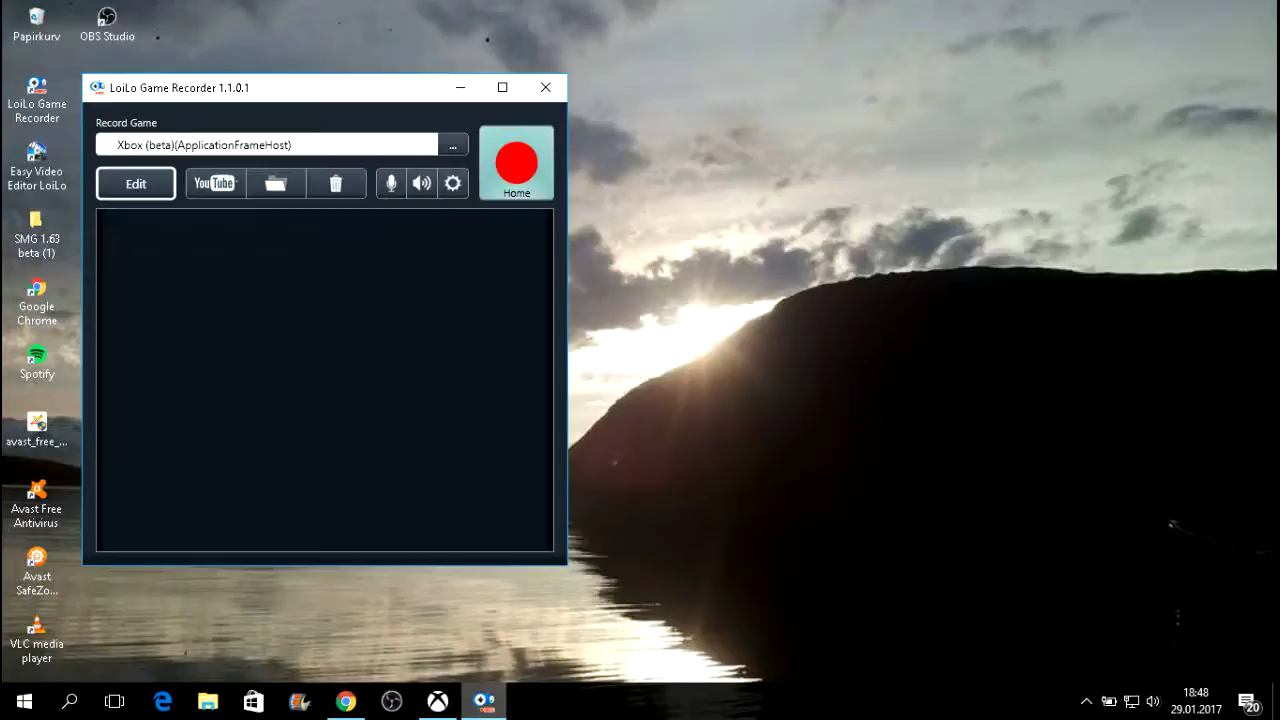 Papirkurv
OBS Studio
LoiLo Game
Recorder
Easy Video
Editor LoiLo
SMG 1.63
beta (1)
Google
Chrome
Spotify
avast_free_...
Avast Free
Antivirus
Avast
SafeZo...
VLC media
player
LoiLo Game Recorder 1.1.0.1
Record Game
Xbox (beta)(ApplicationFrameHost)
...
Edit
YouTube
Home
18:48
29.01.2017
20